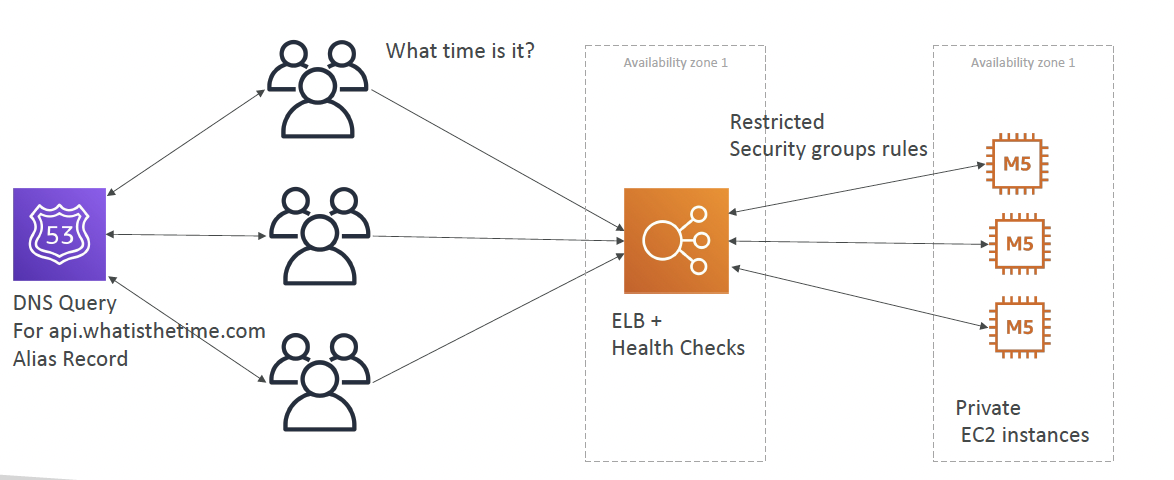 What time is it?
Availability zone 1
Availability zone 1
Restricted
Security groups rules
M5
53
M5
DNS Query
For api.whatisthetime.com
Alias Record
ELB +
Health Checks
M5
Private
EC2 instances